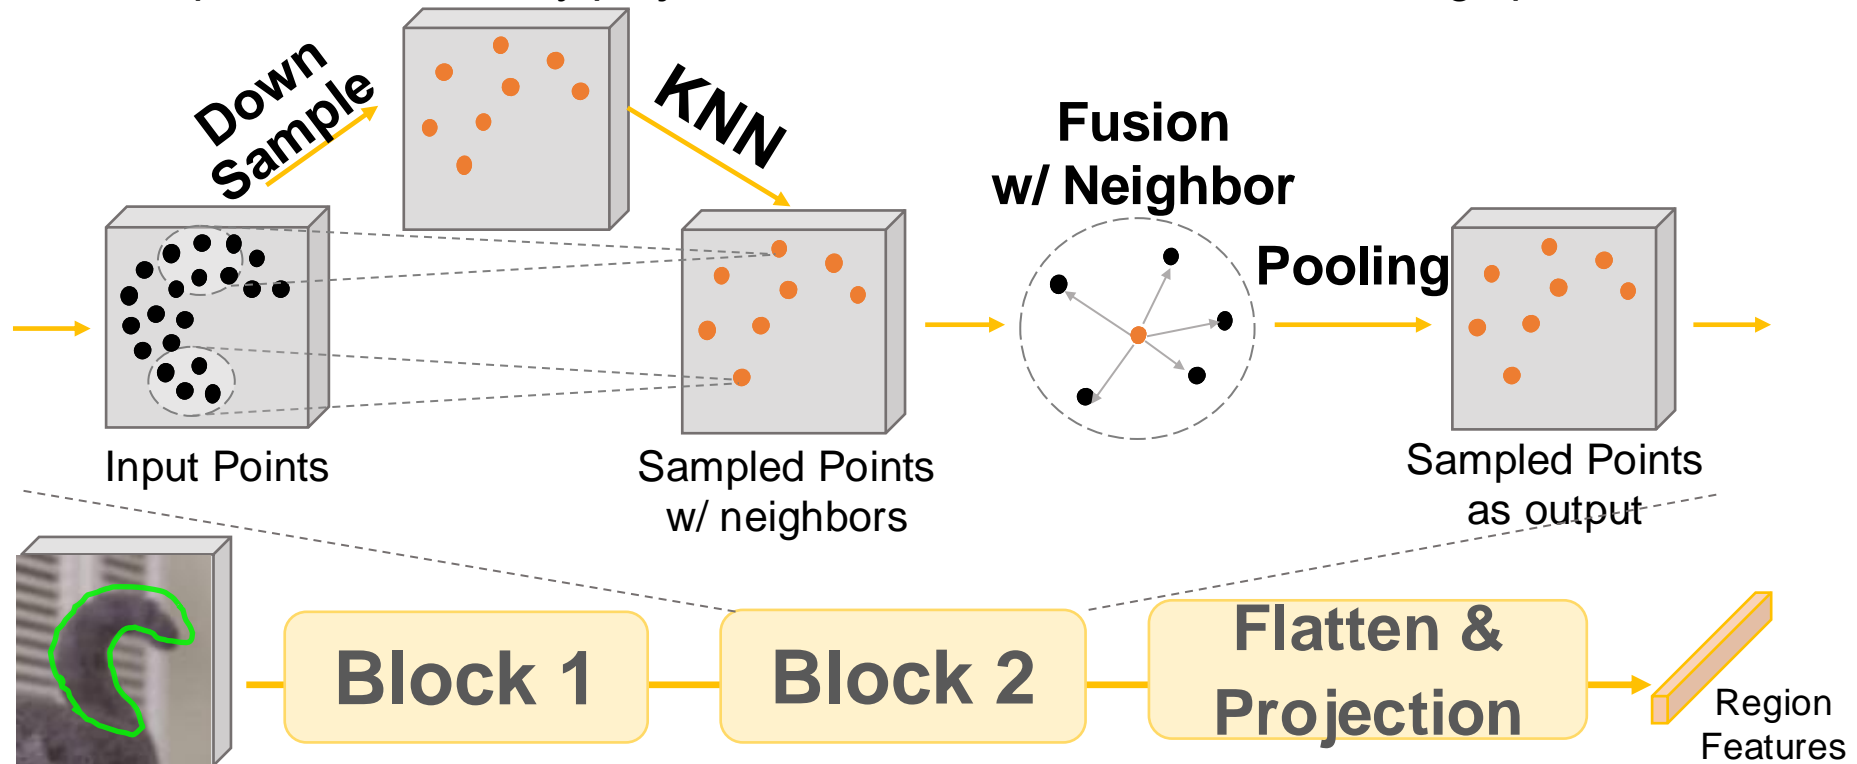 Down
Sample
KNN
Fusion
w/ Neighbor
Pooling
Input Points
Sampled Points
w/ neighbors
Sampled Points
as output
Block 1
Block 2
Flatten &
Projection
Region
Features